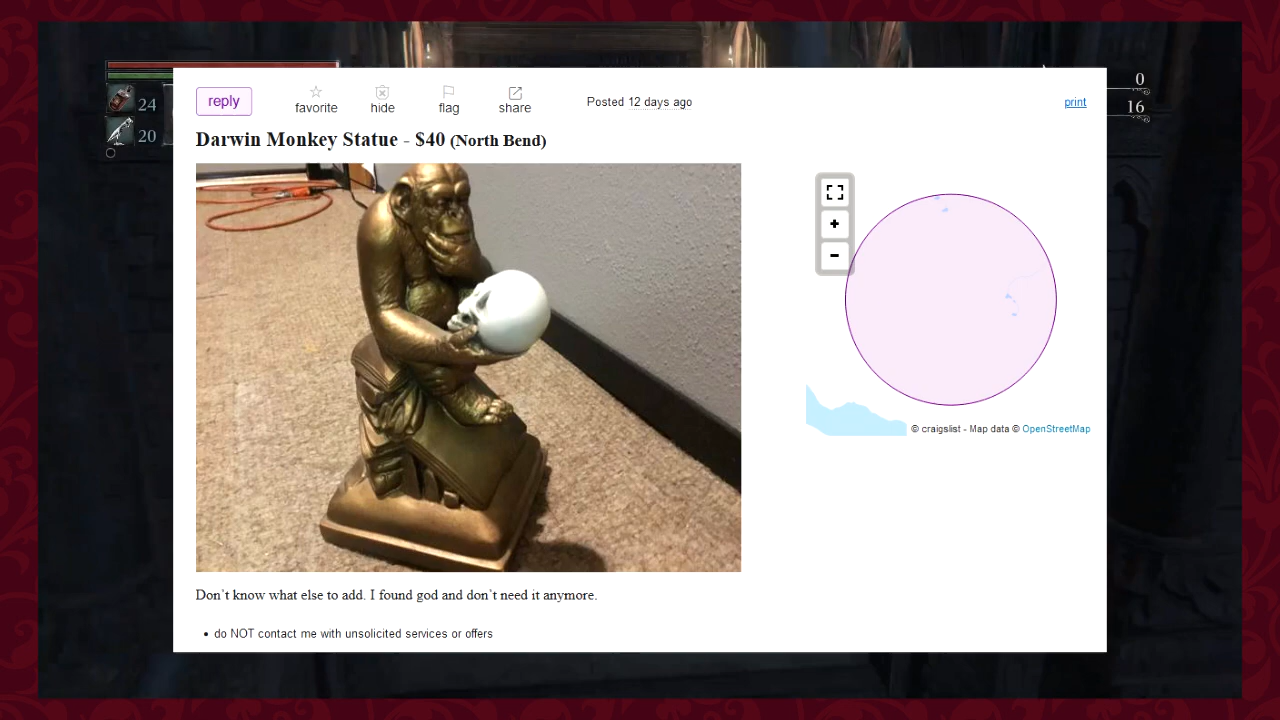 24
20
0
16
reply
favorite
hide
flag
share
Posted 12 days ago
print
Darwin Monkey Statue - $40 (North Bend)
+
-
© craigslist - Map data © OpenStreetMap
Don't know what else to add. I found god and don't need it anymore.
• do NOT contact me with unsolicited services or offers